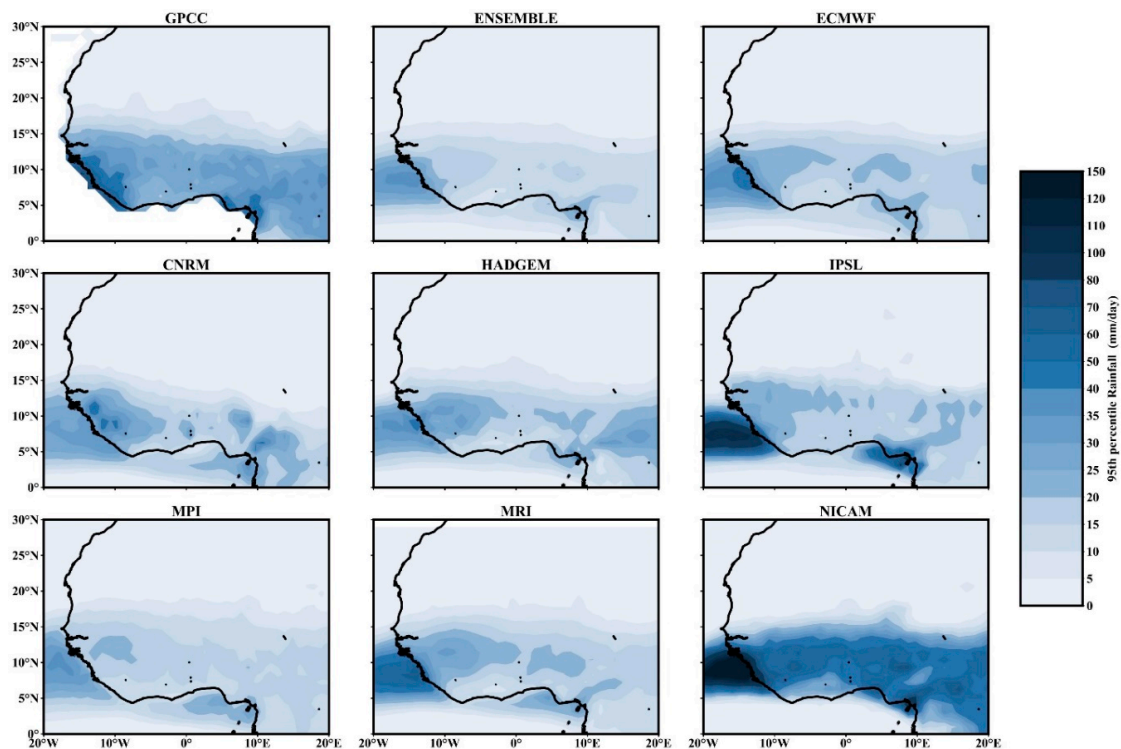 GPCC
ENSEMBLE
ECMWF
30°N
25°N
20°N
15°N
10°N
5°N
0°
CNRM
HADGEM
IPSL
30°N
25°N
20°N
15°N
10°N
5°N
0°
MPI
MRI
NICAM
30°N
25°N
20°N
15°N
10°N
5°N
0°
20°W 10°W 0° 10°E 20°E
20°W 10°W 0° 10°E 20°E
20°W 10°W 0° 10°E 20°E
150
120
110
100
80
70
60
50
40
35
30
25
20
15
10
5
0
95th percentile Rainfall (mm/day)